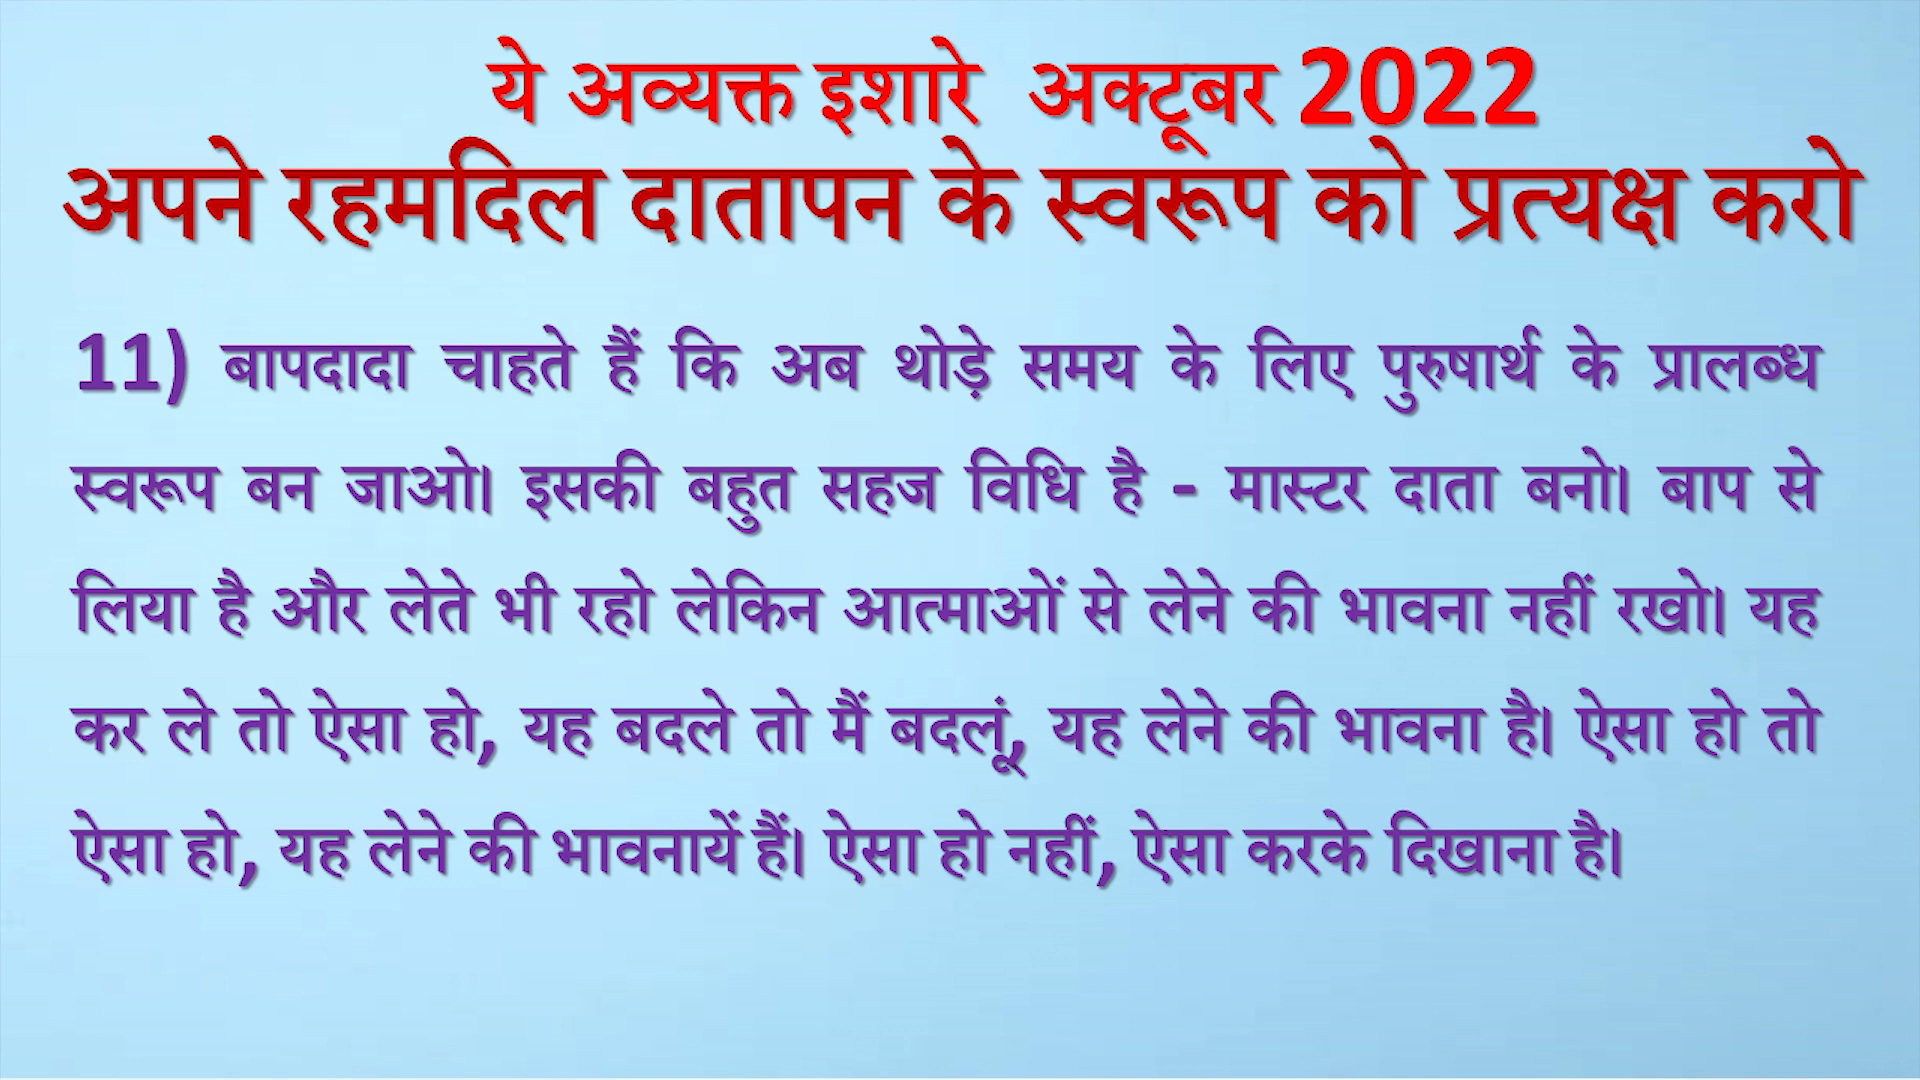 ये अव्यक्त इशारे अक्टूबर 2022
अपने रहमदिल दातापन के स्वरूप को प्रत्यक्ष करो
11) बापदादा चाहते हैं कि अब थोड़े समय के लिए पुरुषार्थ के प्रालब्ध
स्वरूप बन जाओ। इसकी बहुत सहज विधि है - मास्टर दाता बनो। बाप से
लिया है और लेते भी रहो लेकिन आत्माओं से लेने की भावना नहीं रखो। यह
कर ले तो ऐसा हो, यह बदले तो मैं बदलूं, यह लेने की भावना है। ऐसा हो तो
ऐसा हो, यह लेने की भावनायें हैं। ऐसा हो नहीं, ऐसा करके दिखाना है।